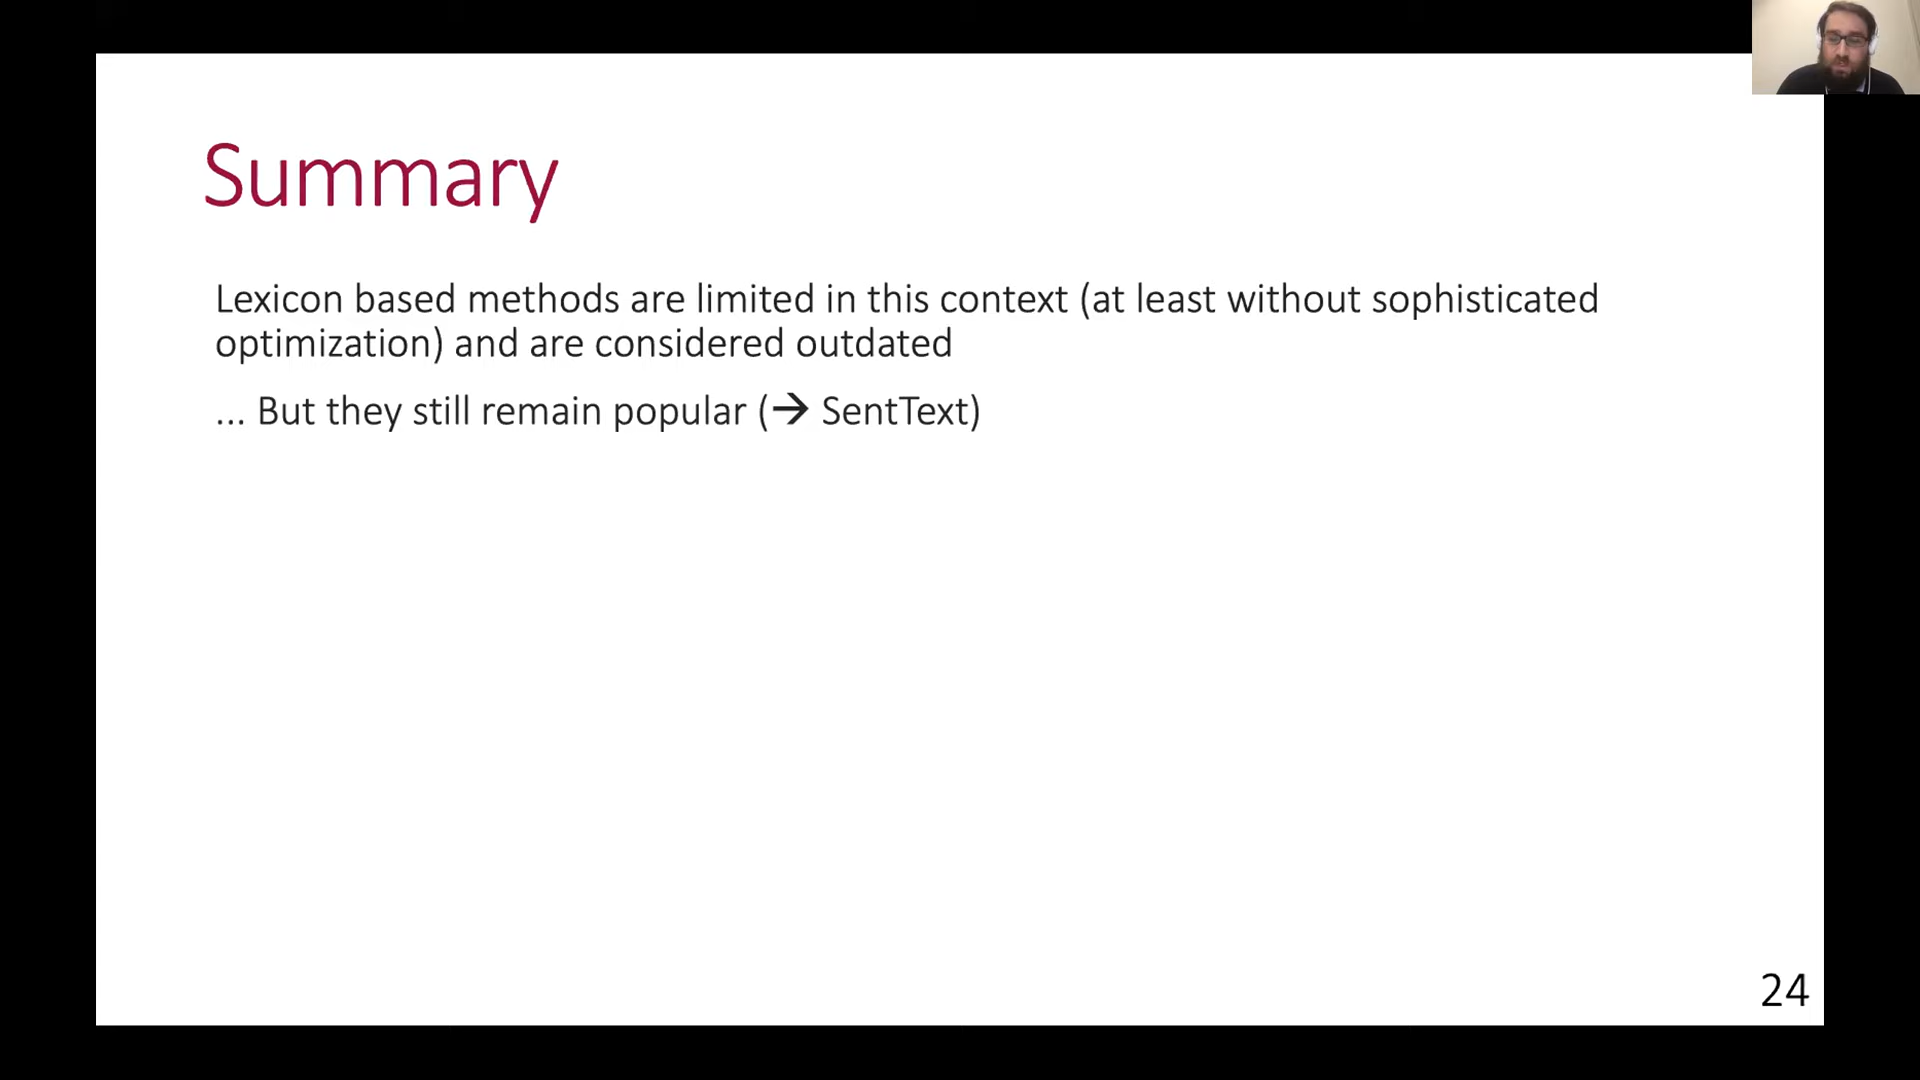 Summary
Lexicon based methods are limited in this context (at least without sophisticated
optimization) and are considered outdated
... But they still remain popular (→ SentText)
24